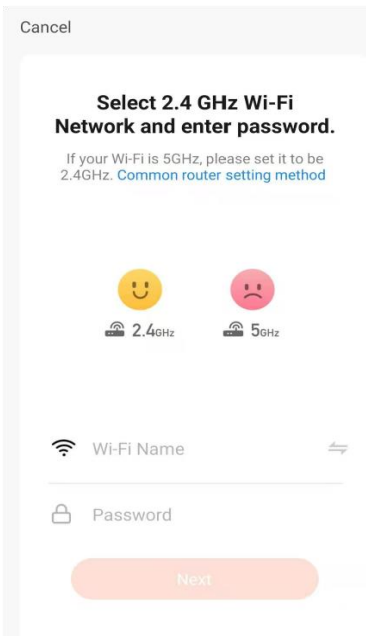 Cancel
Select 2.4 GHz Wi-Fi
Network and enter password.
If your Wi-Fi is 5GHz, please set it to be
2.4GHz. Common router setting method
2.4GHz 5GHz
Wi-Fi Name
Password
Next